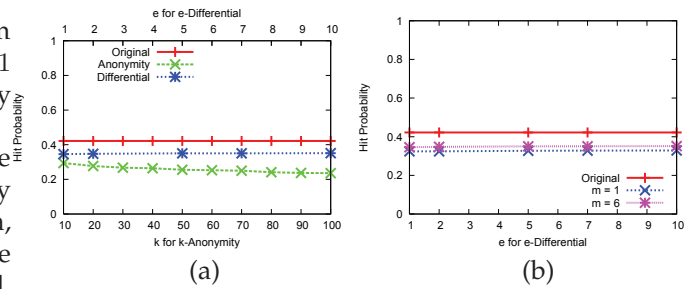 n
1
y
e
y
n,
e
l
e for e-Differential
1 2 3 4 5 6 7 8 9 10
Original
Anonymity
Differential
Hit Probability
1
0.8
0.6
0.4
0.2
0
10 20 30 40 50 60 70 80 90 100
k for k-Anonymity
(a)
Hit Probability
1
0.8
0.6
0.4
0.2
0
Original
m = 1
m = 6
1 2 3 4 5 6 7 8 9 10
e for e-Differential
(b)